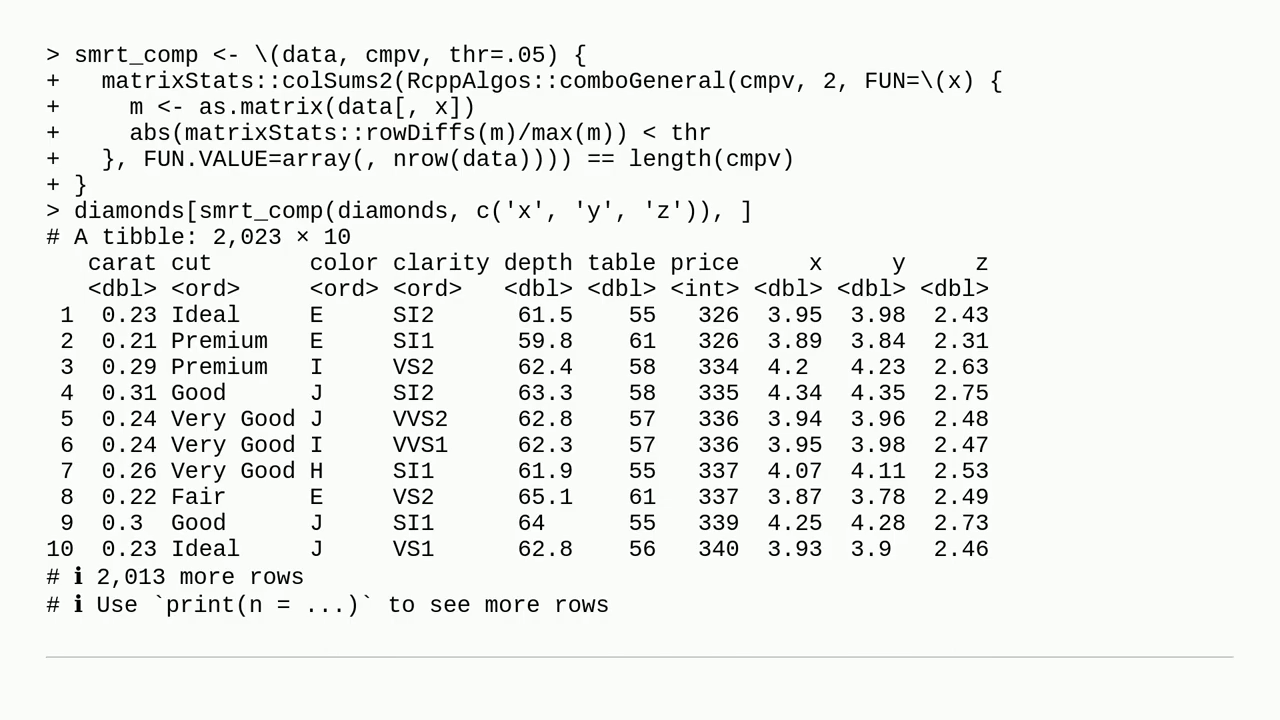 > smrt_comp <- \(data, cmpv, thr=.05) {
+   matrixStats::colSums2(RcppAlgos::comboGeneral(cmpv, 2, FUN=\(x) {
+     m <- as.matrix(data[, x])
+     abs(matrixStats::rowDiffs(m)/max(m)) < thr
+   }, FUN.VALUE=array(, nrow(data)))) == length(cmpv)
+ }
> diamonds[smrt_comp(diamonds, c('x', 'y', 'z')), ]
# A tibble: 2,023 × 10
   carat cut       color clarity depth table price     x     y     z
   <dbl> <ord>     <ord> <ord>   <dbl> <dbl> <int> <dbl> <dbl> <dbl>
 1  0.23 Ideal     E     SI2      61.5    55   326  3.95  3.98  2.43
 2  0.21 Premium   E     SI1      59.8    61   326  3.89  3.84  2.31
 3  0.29 Premium   I     VS2      62.4    58   334  4.2   4.23  2.63
 4  0.31 Good      J     SI2      63.3    58   335  4.34  4.35  2.75
 5  0.24 Very Good J     VVS2     62.8    57   336  3.94  3.96  2.48
 6  0.24 Very Good I     VVS1     62.3    57   336  3.95  3.98  2.47
 7  0.26 Very Good H     SI1      61.9    55   337  4.07  4.11  2.53
 8  0.22 Fair      E     VS2      65.1    61   337  3.87  3.78  2.49
 9  0.3  Good      J     SI1      64      55   339  4.25  4.28  2.73
10  0.23 Ideal     J     VS1      62.8    56   340  3.93  3.9   2.46
# ℹ 2,013 more rows
# ℹ Use `print(n = ...)` to see more rows